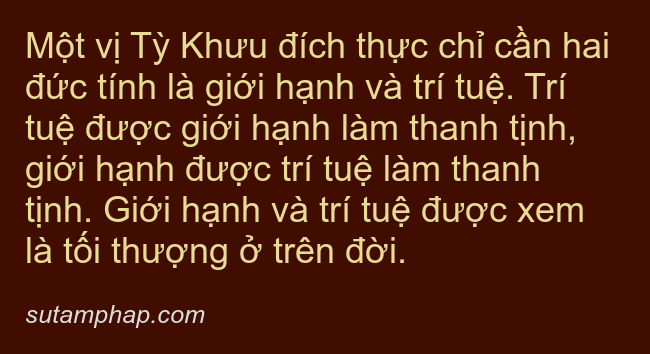 Một vị Tỳ Khưu đích thực chỉ cần hai
đức tính là giới hạnh và trí tuệ. Trí
tuệ được giới hạnh làm thanh tịnh,
giới hạnh được trí tuệ làm thanh
tịnh. Giới hạnh và trí tuệ được xem
là tối thượng ở trên đời.
sutamphap.com